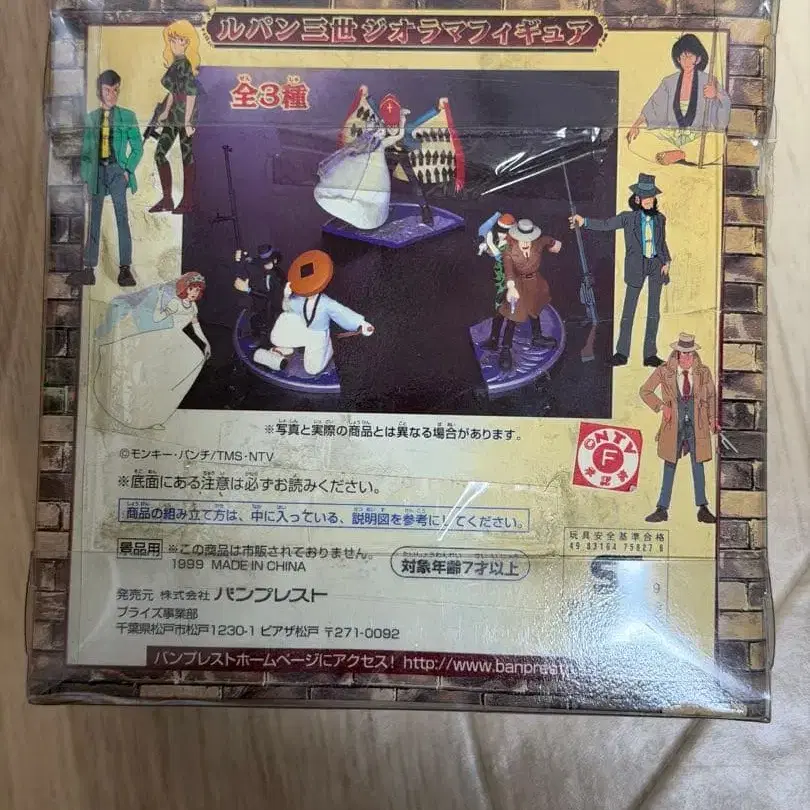 ルパン三世ジオラマフィギュア
全3種
※写真と実際の商品とは異なる場合があります。
©モンキー・パンチ/TMS・NTV
※底面にある注意は必ずお読みください。
商品の組み立て方は、中に入っている、説明図を参考にしてください。
NTV
F
承認
玩具安全基準合格
景品用 ※この商品は市販されておりません。
1999 MADE IN CHINA
対象年齢7才以上
発売元 株式会社 バンプレスト
プライズ事業部
千葉県松戸市松戸1230-1 ピアザ松戸 〒271-0092
バンプレストホームページにアクセス! http://www.banprest